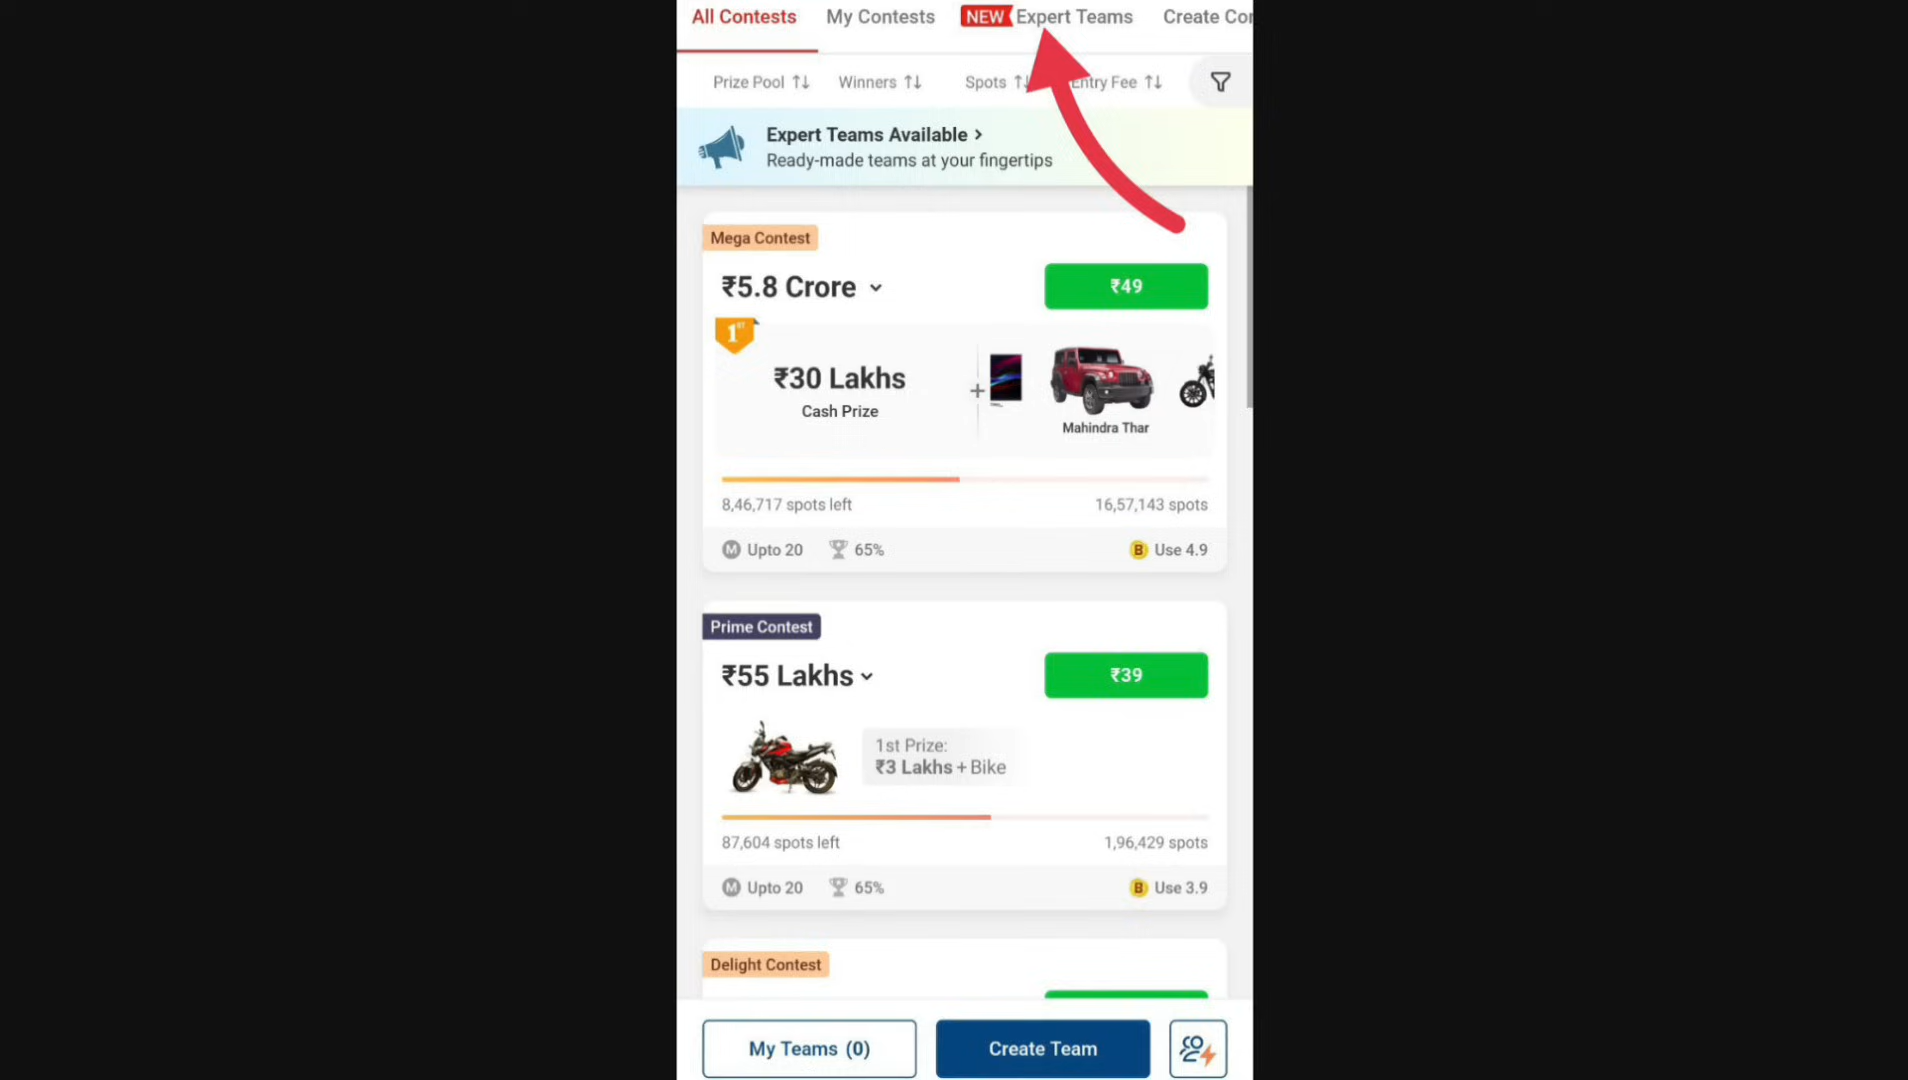 All Contests My Contests NEW Expert Teams Create Con
Prize Pool ↑↓ Winners ↑↓ Spots ↑↓ Entry Fee ↑↓
Expert Teams Available >
Ready-made teams at your fingertips
Mega Contest
₹5.8 Crore
₹49
1ST
₹30 Lakhs
Cash Prize
+
Mahindra Thar
8,46,717 spots left 16,57,143 spots
M Upto 20 65% B Use 4.9
Prime Contest
₹55 Lakhs
₹39
1st Prize:
₹3 Lakhs + Bike
87,604 spots left 1,96,429 spots
M Upto 20 65% B Use 3.9
Delight Contest
My Teams (0) Create Team